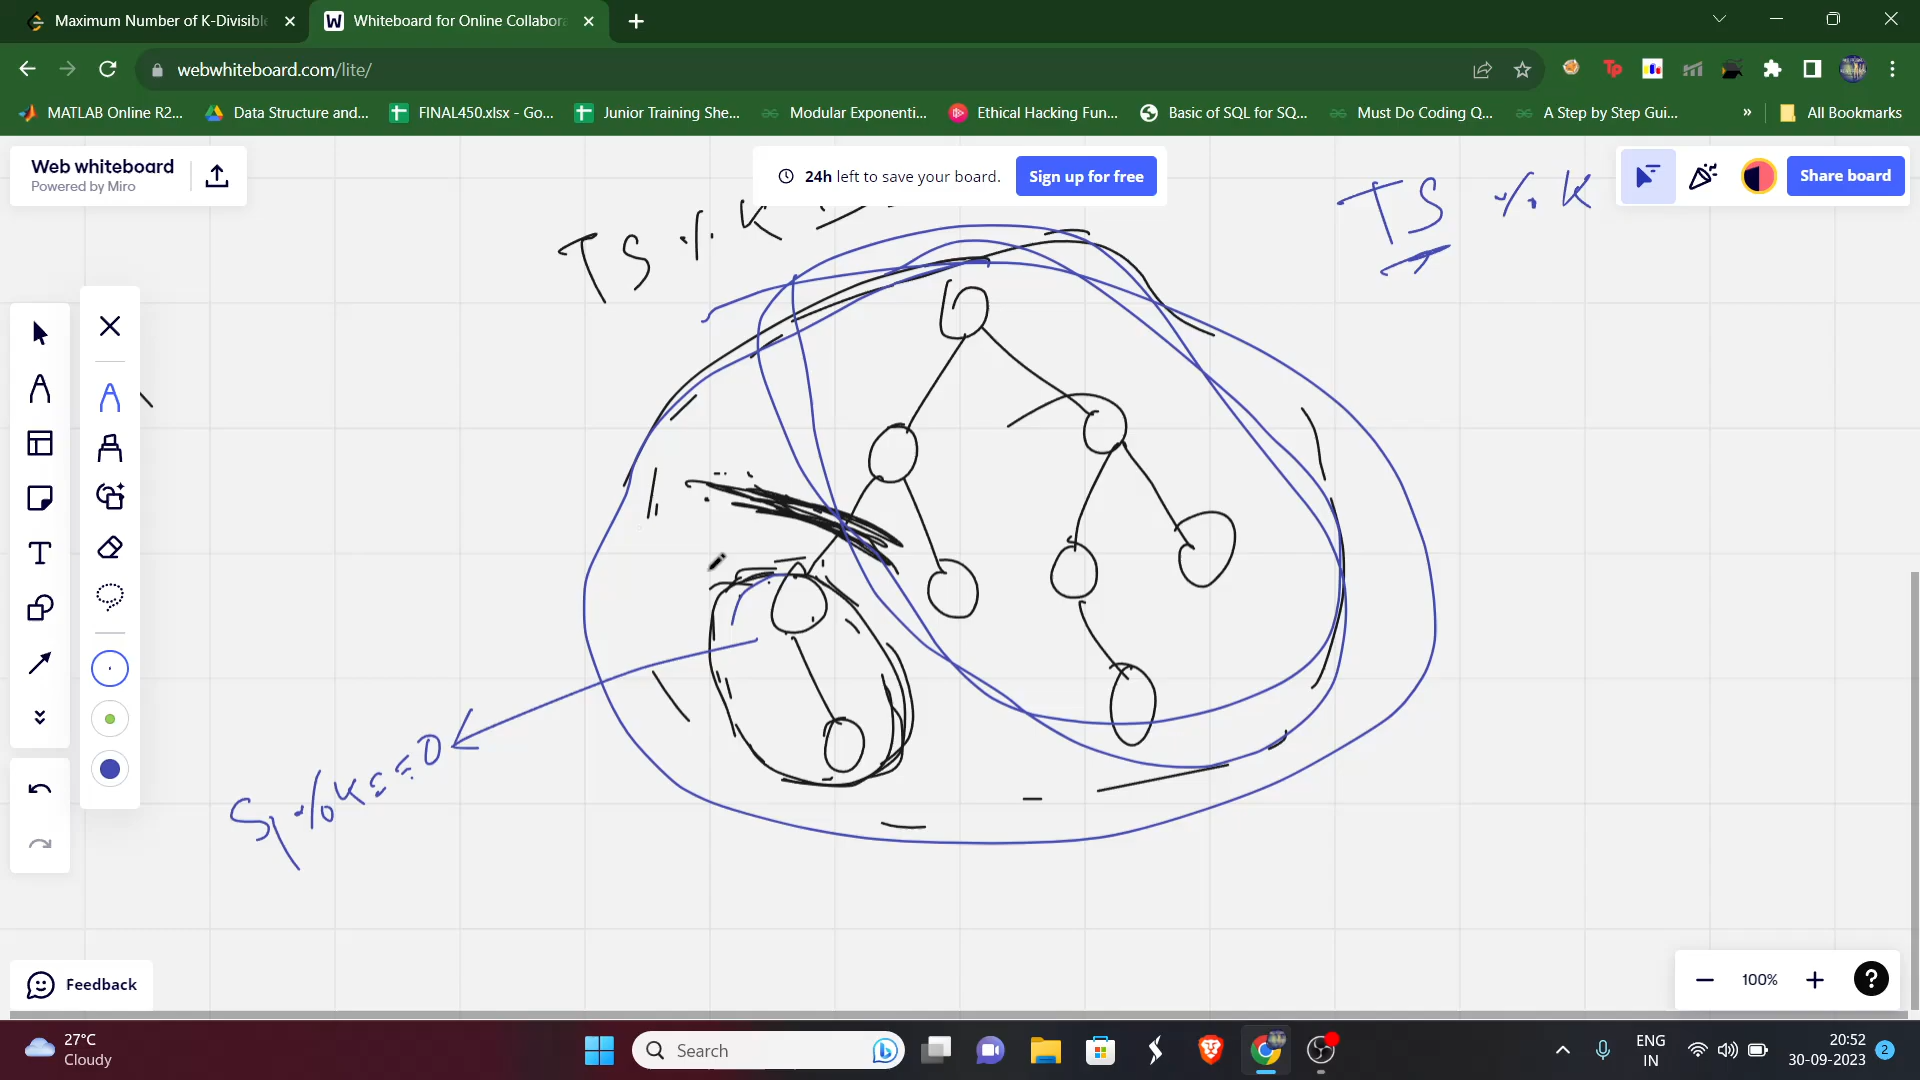 Maximum Number of K-Divisible
Whiteboard for Online Collabora
webwhiteboard.com/lite/
MATLAB Online R2...
Data Structure and...
FINAL450.xlsx - Go...
Junior Training She...
Modular Exponenti...
Ethical Hacking Fun...
Basic of SQL for SQ...
Must Do Coding Q...
A Step by Step Gui...
»
All Bookmarks
Web whiteboard
Powered by Miro
24h left to save your board.
Sign up for free
Share board
TS % K
TS % K
S1 % K == 0
Feedback
100%
27°C
Cloudy
Search
ENG
IN
20:52
30-09-2023
2